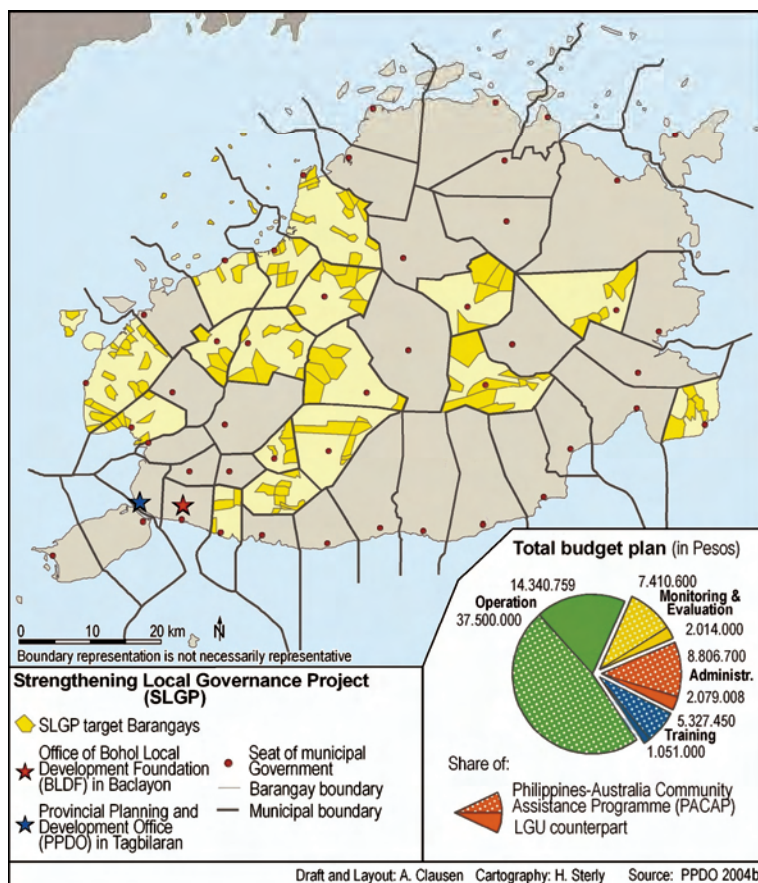 Total budget plan (in Pesos)
14.340.759
7.410.600
Operation
Monitoring &
Evaluation
37.500.000
2.014.000
8.806.700
Administr.
2.079.008
5.327.450
Training
1.051.000
Share of:
Philippines-Australia Community
Assistance Programme (PACAP)
LGU counterpart
0 10 20 km
N
Boundary representation is not necessarily representative
Strengthening Local Governance Project
(SLGP)
SLGP target Barangays
Office of Bohol Local
Development Foundation
(BLDF) in Baclayon
Provincial Planning and
Development Office
(PPDO) in Tagbilaran
Seat of municipal
Government
Barangay boundary
Municipal boundary
Draft and Layout: A. Clausen Cartography: H. Sterly Source: PPDO 2004b